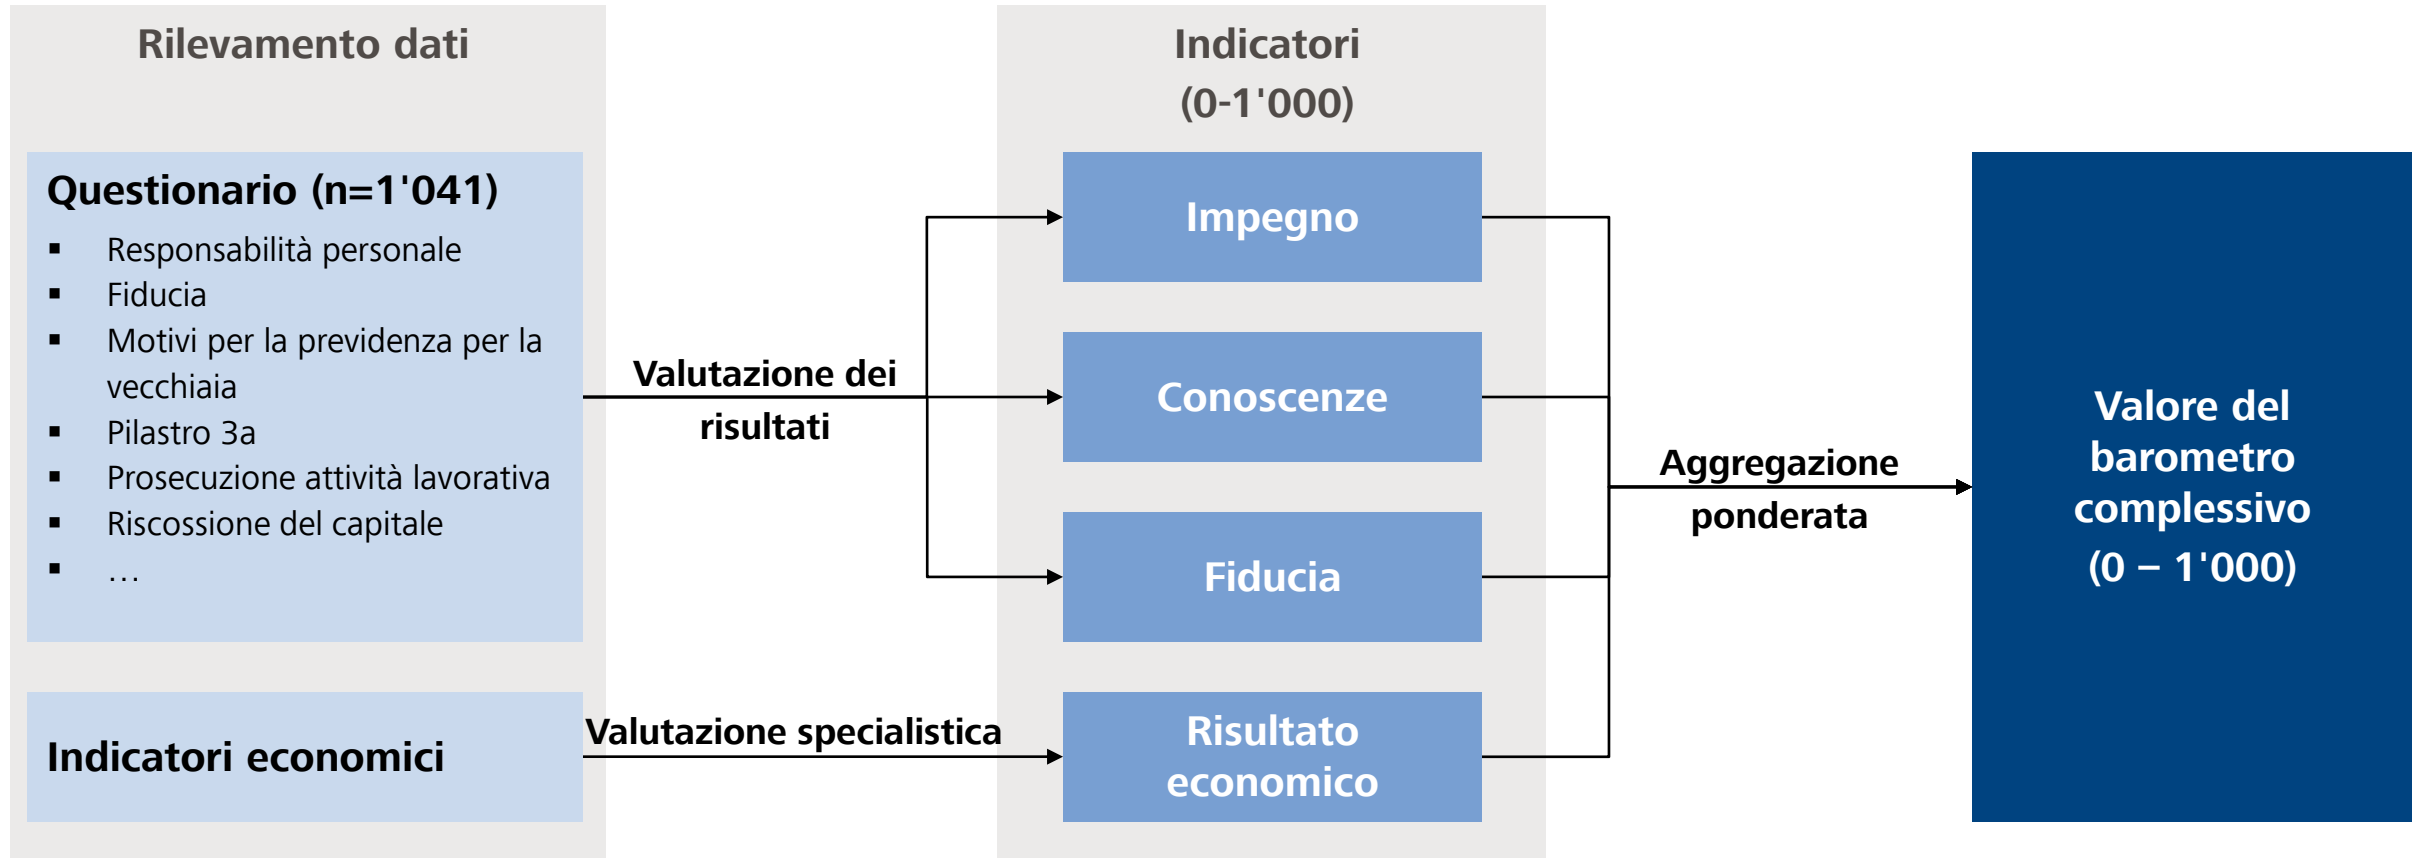 Rilevamento dati
Questionario (n=1'041)
▪ Responsabilità personale
▪ Fiducia
▪ Motivi per la previdenza per la
vecchiaia
▪ Pilastro 3a
▪ Prosecuzione attività lavorativa
▪ Riscossione del capitale
▪ …
Indicatori economici
Valutazione dei
risultati
Valutazione specialistica
Indicatori
(0-1'000)
Impegno
Conoscenze
Fiducia
Risultato
economico
Aggregazione
ponderata
Valore del
barometro
complessivo
(0 – 1'000)